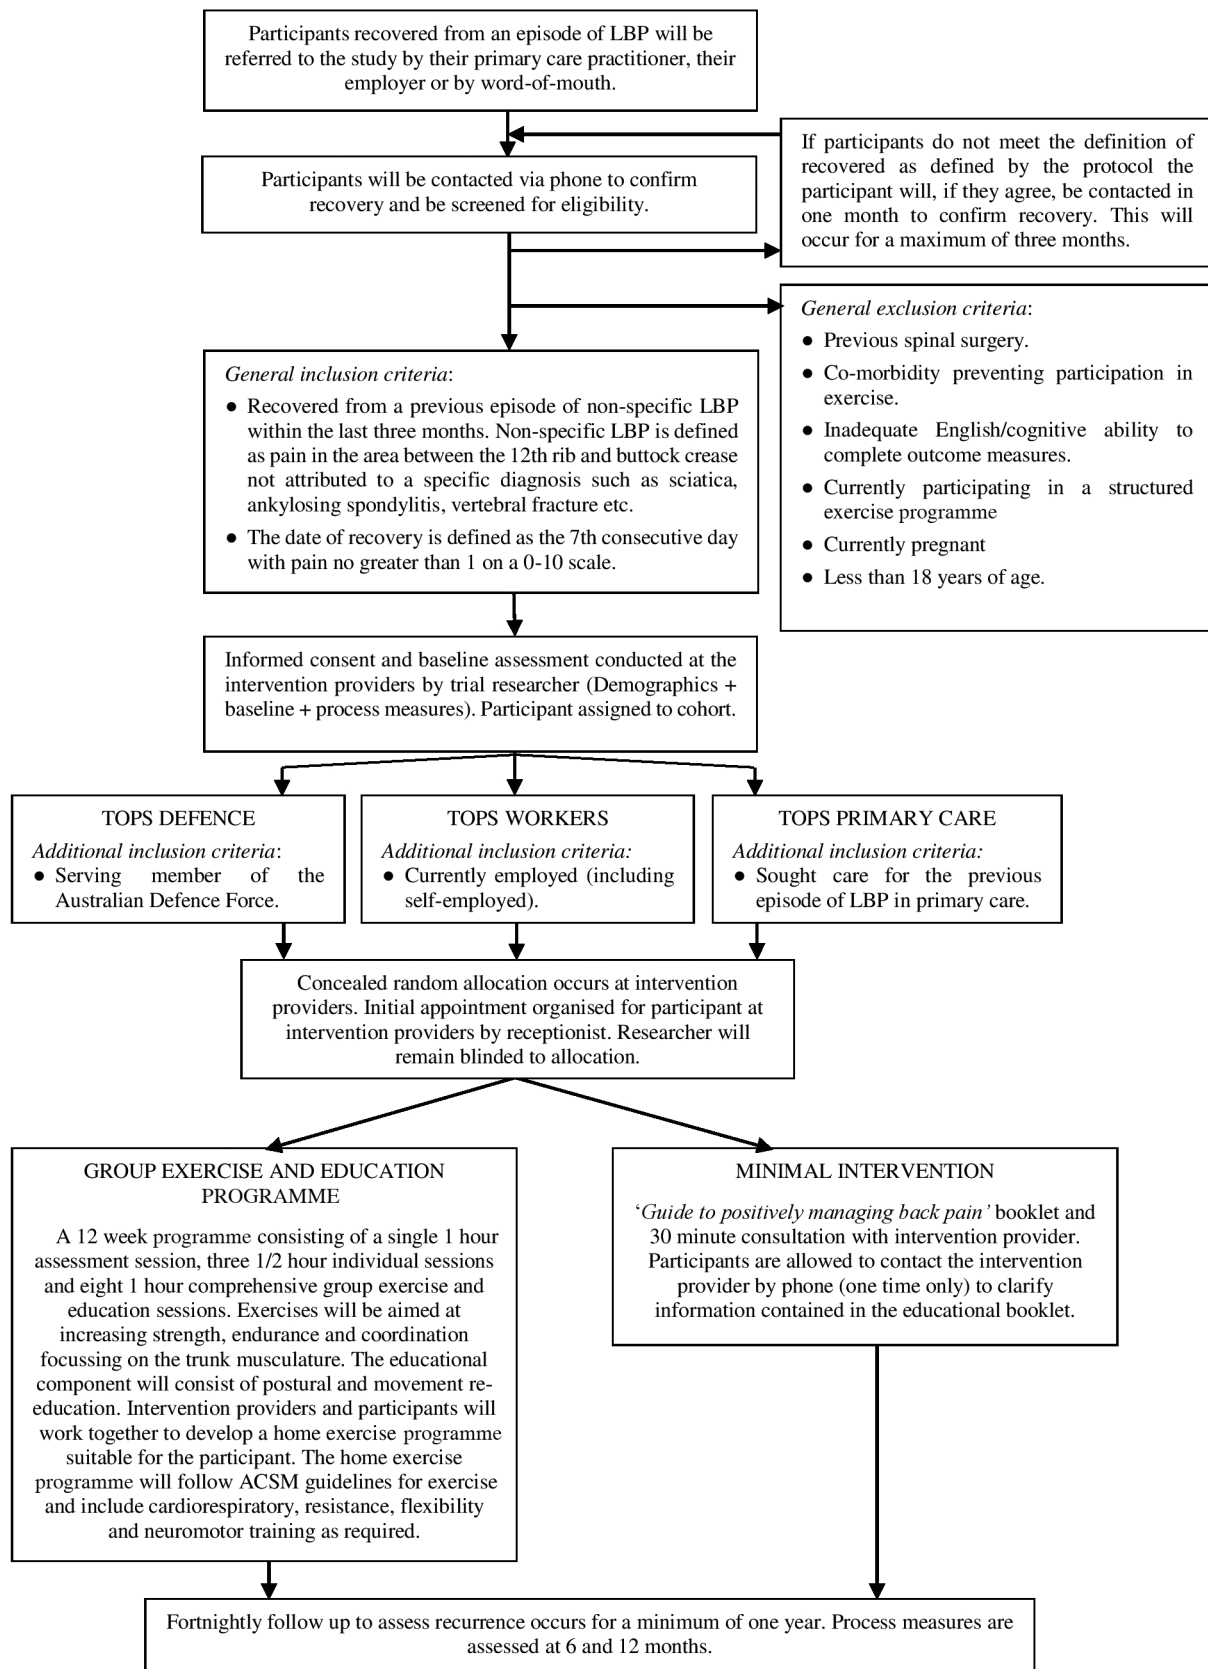 Participants recovered from an episode of LBP will be
referred to the study by their primary care practitioner, their
employer or by word-of-mouth.
If participants do not meet the definition of
recovered as defined by the protocol the
participant will, if they agree, be contacted in
one month to confirm recovery. This will
occur for a maximum of three months.
Participants will be contacted via phone to confirm
recovery and be screened for eligibility.
General exclusion criteria:
● Previous spinal surgery.
● Co-morbidity preventing participation in
exercise.
● Inadequate English/cognitive ability to
complete outcome measures.
● Currently participating in a structured
exercise programme
● Currently pregnant
● Less than 18 years of age.
General inclusion criteria:
● Recovered from a previous episode of non-specific LBP
within the last three months. Non-specific LBP is defined
as pain in the area between the 12th rib and buttock crease
not attributed to a specific diagnosis such as sciatica,
ankylosing spondylitis, vertebral fracture etc.
● The date of recovery is defined as the 7th consecutive day
with pain no greater than 1 on a 0-10 scale.
Informed consent and baseline assessment conducted at the
intervention providers by trial researcher (Demographics +
baseline + process measures). Participant assigned to cohort.
TOPS DEFENCE
Additional inclusion criteria:
● Serving member of the
Australian Defence Force.
TOPS WORKERS
Additional inclusion criteria:
● Currently employed (including
self-employed).
TOPS PRIMARY CARE
Additional inclusion criteria:
● Sought care for the previous
episode of LBP in primary care.
Concealed random allocation occurs at intervention
providers. Initial appointment organised for participant at
intervention providers by receptionist. Researcher will
remain blinded to allocation.
GROUP EXERCISE AND EDUCATION
PROGRAMME
A 12 week programme consisting of a single 1 hour
assessment session, three 1/2 hour individual sessions
and eight 1 hour comprehensive group exercise and
education sessions. Exercises will be aimed at
increasing strength, endurance and coordination
focussing on the trunk musculature. The educational
component will consist of postural and movement re-
education. Intervention providers and participants will
work together to develop a home exercise programme
suitable for the participant. The home exercise
programme will follow ACSM guidelines for exercise
and include cardiorespiratory, resistance, flexibility
and neuromotor training as required.
MINIMAL INTERVENTION
‘Guide to positively managing back pain’ booklet and
30 minute consultation with intervention provider.
Participants are allowed to contact the intervention
provider by phone (one time only) to clarify
information contained in the educational booklet.
Fortnightly follow up to assess recurrence occurs for a minimum of one year. Process measures are
assessed at 6 and 12 months.